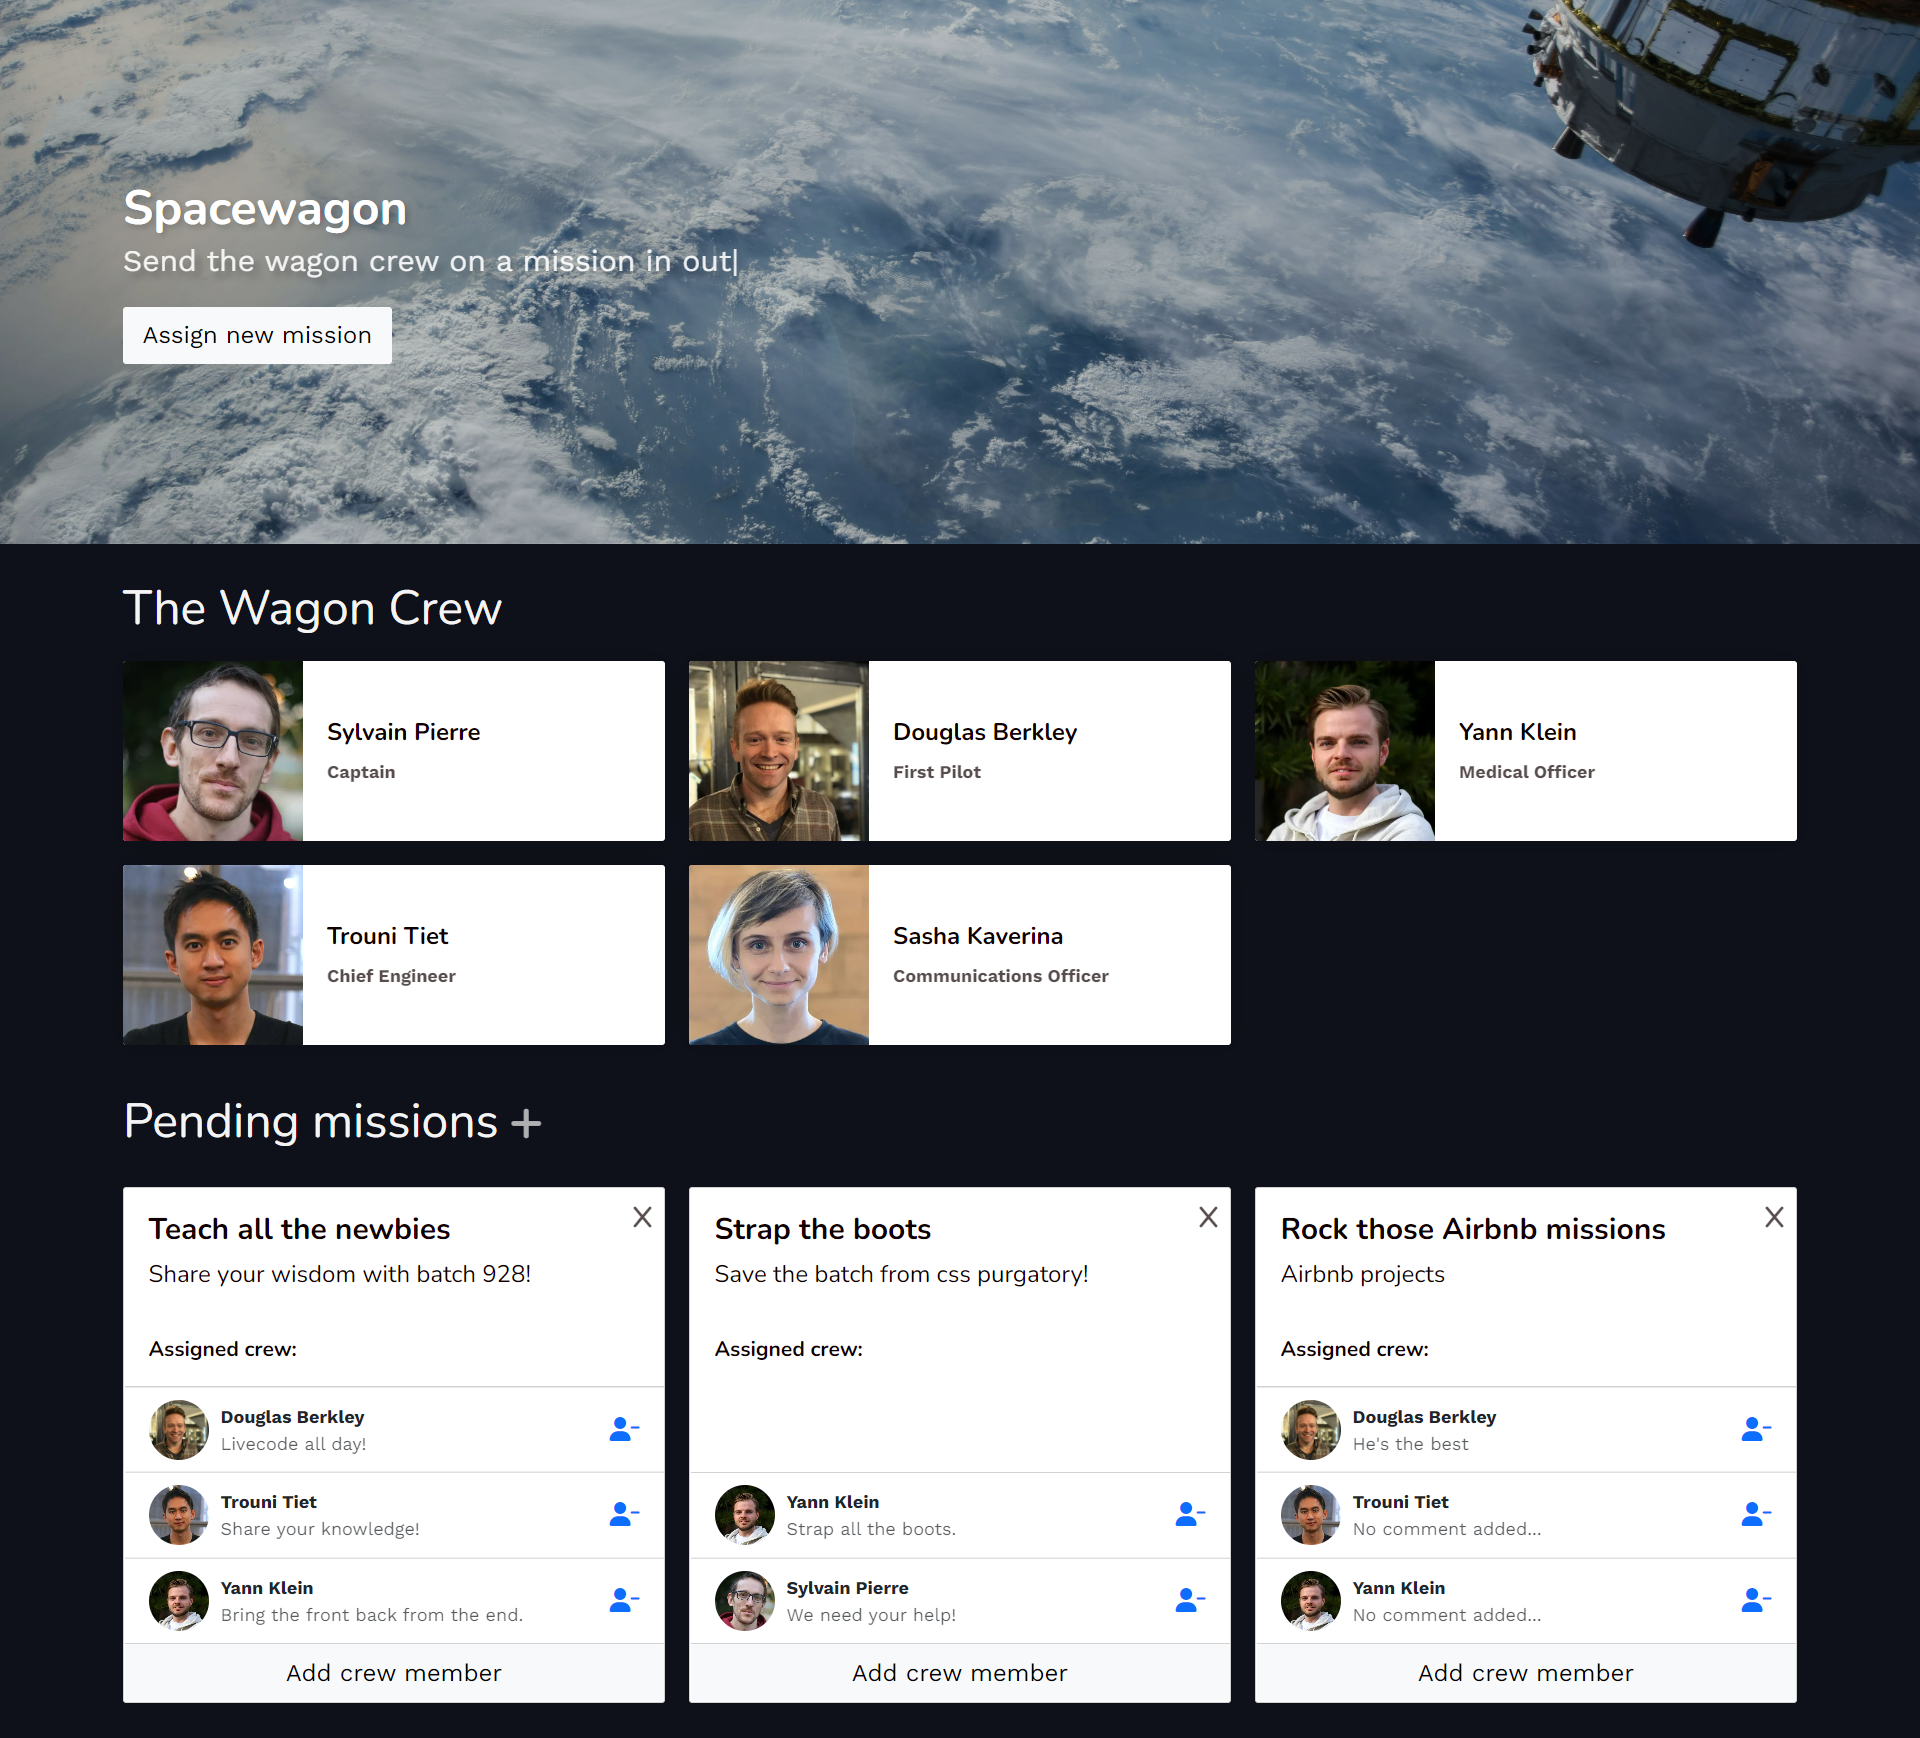 Spacewagon
Send the wagon crew on a mission in out|
Assign new mission
The Wagon Crew
Sylvain Pierre
Captain
Douglas Berkley
First Pilot
Yann Klein
Medical Officer
Trouni Tiet
Chief Engineer
Sasha Kaverina
Communications Officer
Pending missions +
Teach all the newbies X
Share your wisdom with batch 928!
Assigned crew:
Douglas Berkley
Livecode all day!
Trouni Tiet
Share your knowledge!
Yann Klein
Bring the front back from the end.
Add crew member
Strap the boots X
Save the batch from css purgatory!
Assigned crew:
Yann Klein
Strap all the boots.
Sylvain Pierre
We need your help!
Add crew member
Rock those Airbnb missions X
Airbnb projects
Assigned crew:
Douglas Berkley
He's the best
Trouni Tiet
No comment added...
Yann Klein
No comment added...
Add crew member